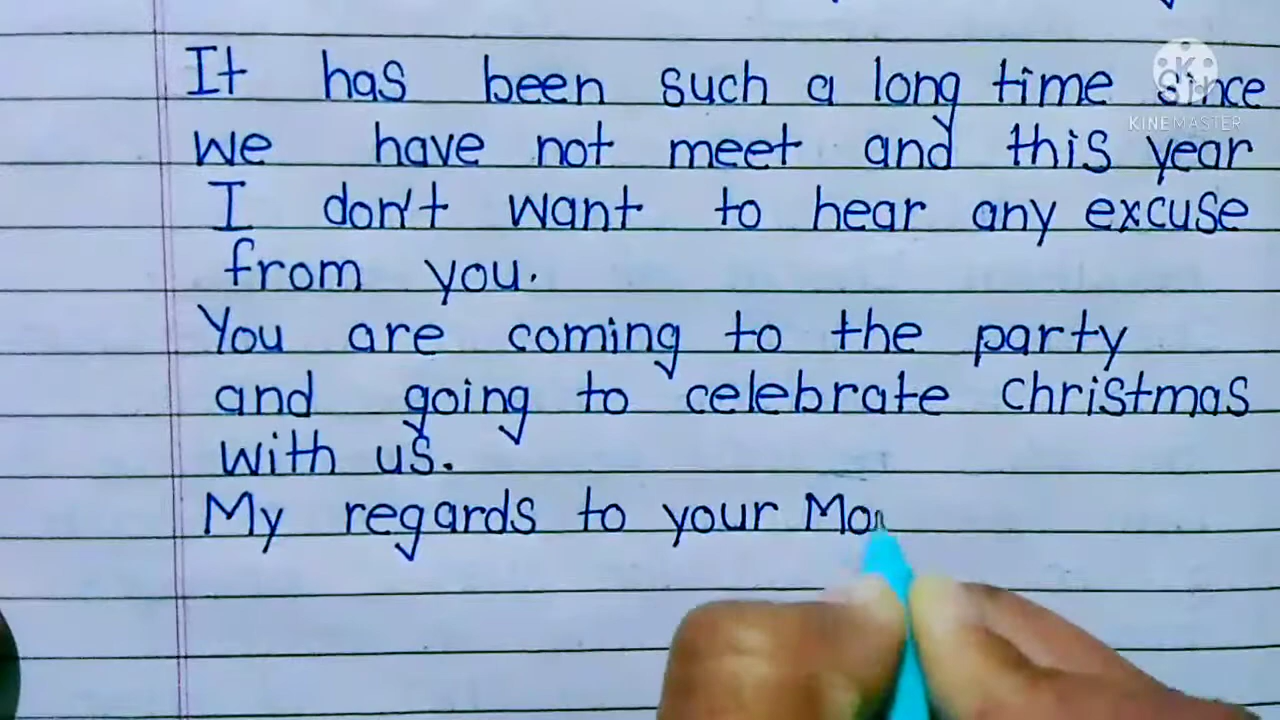 It has been such a long time since
we have not meet and this year
I don't want to hear any excuse
from you.
You are coming to the party
and going to celebrate Christmas
with us.
My regards to your
KINEMASTER